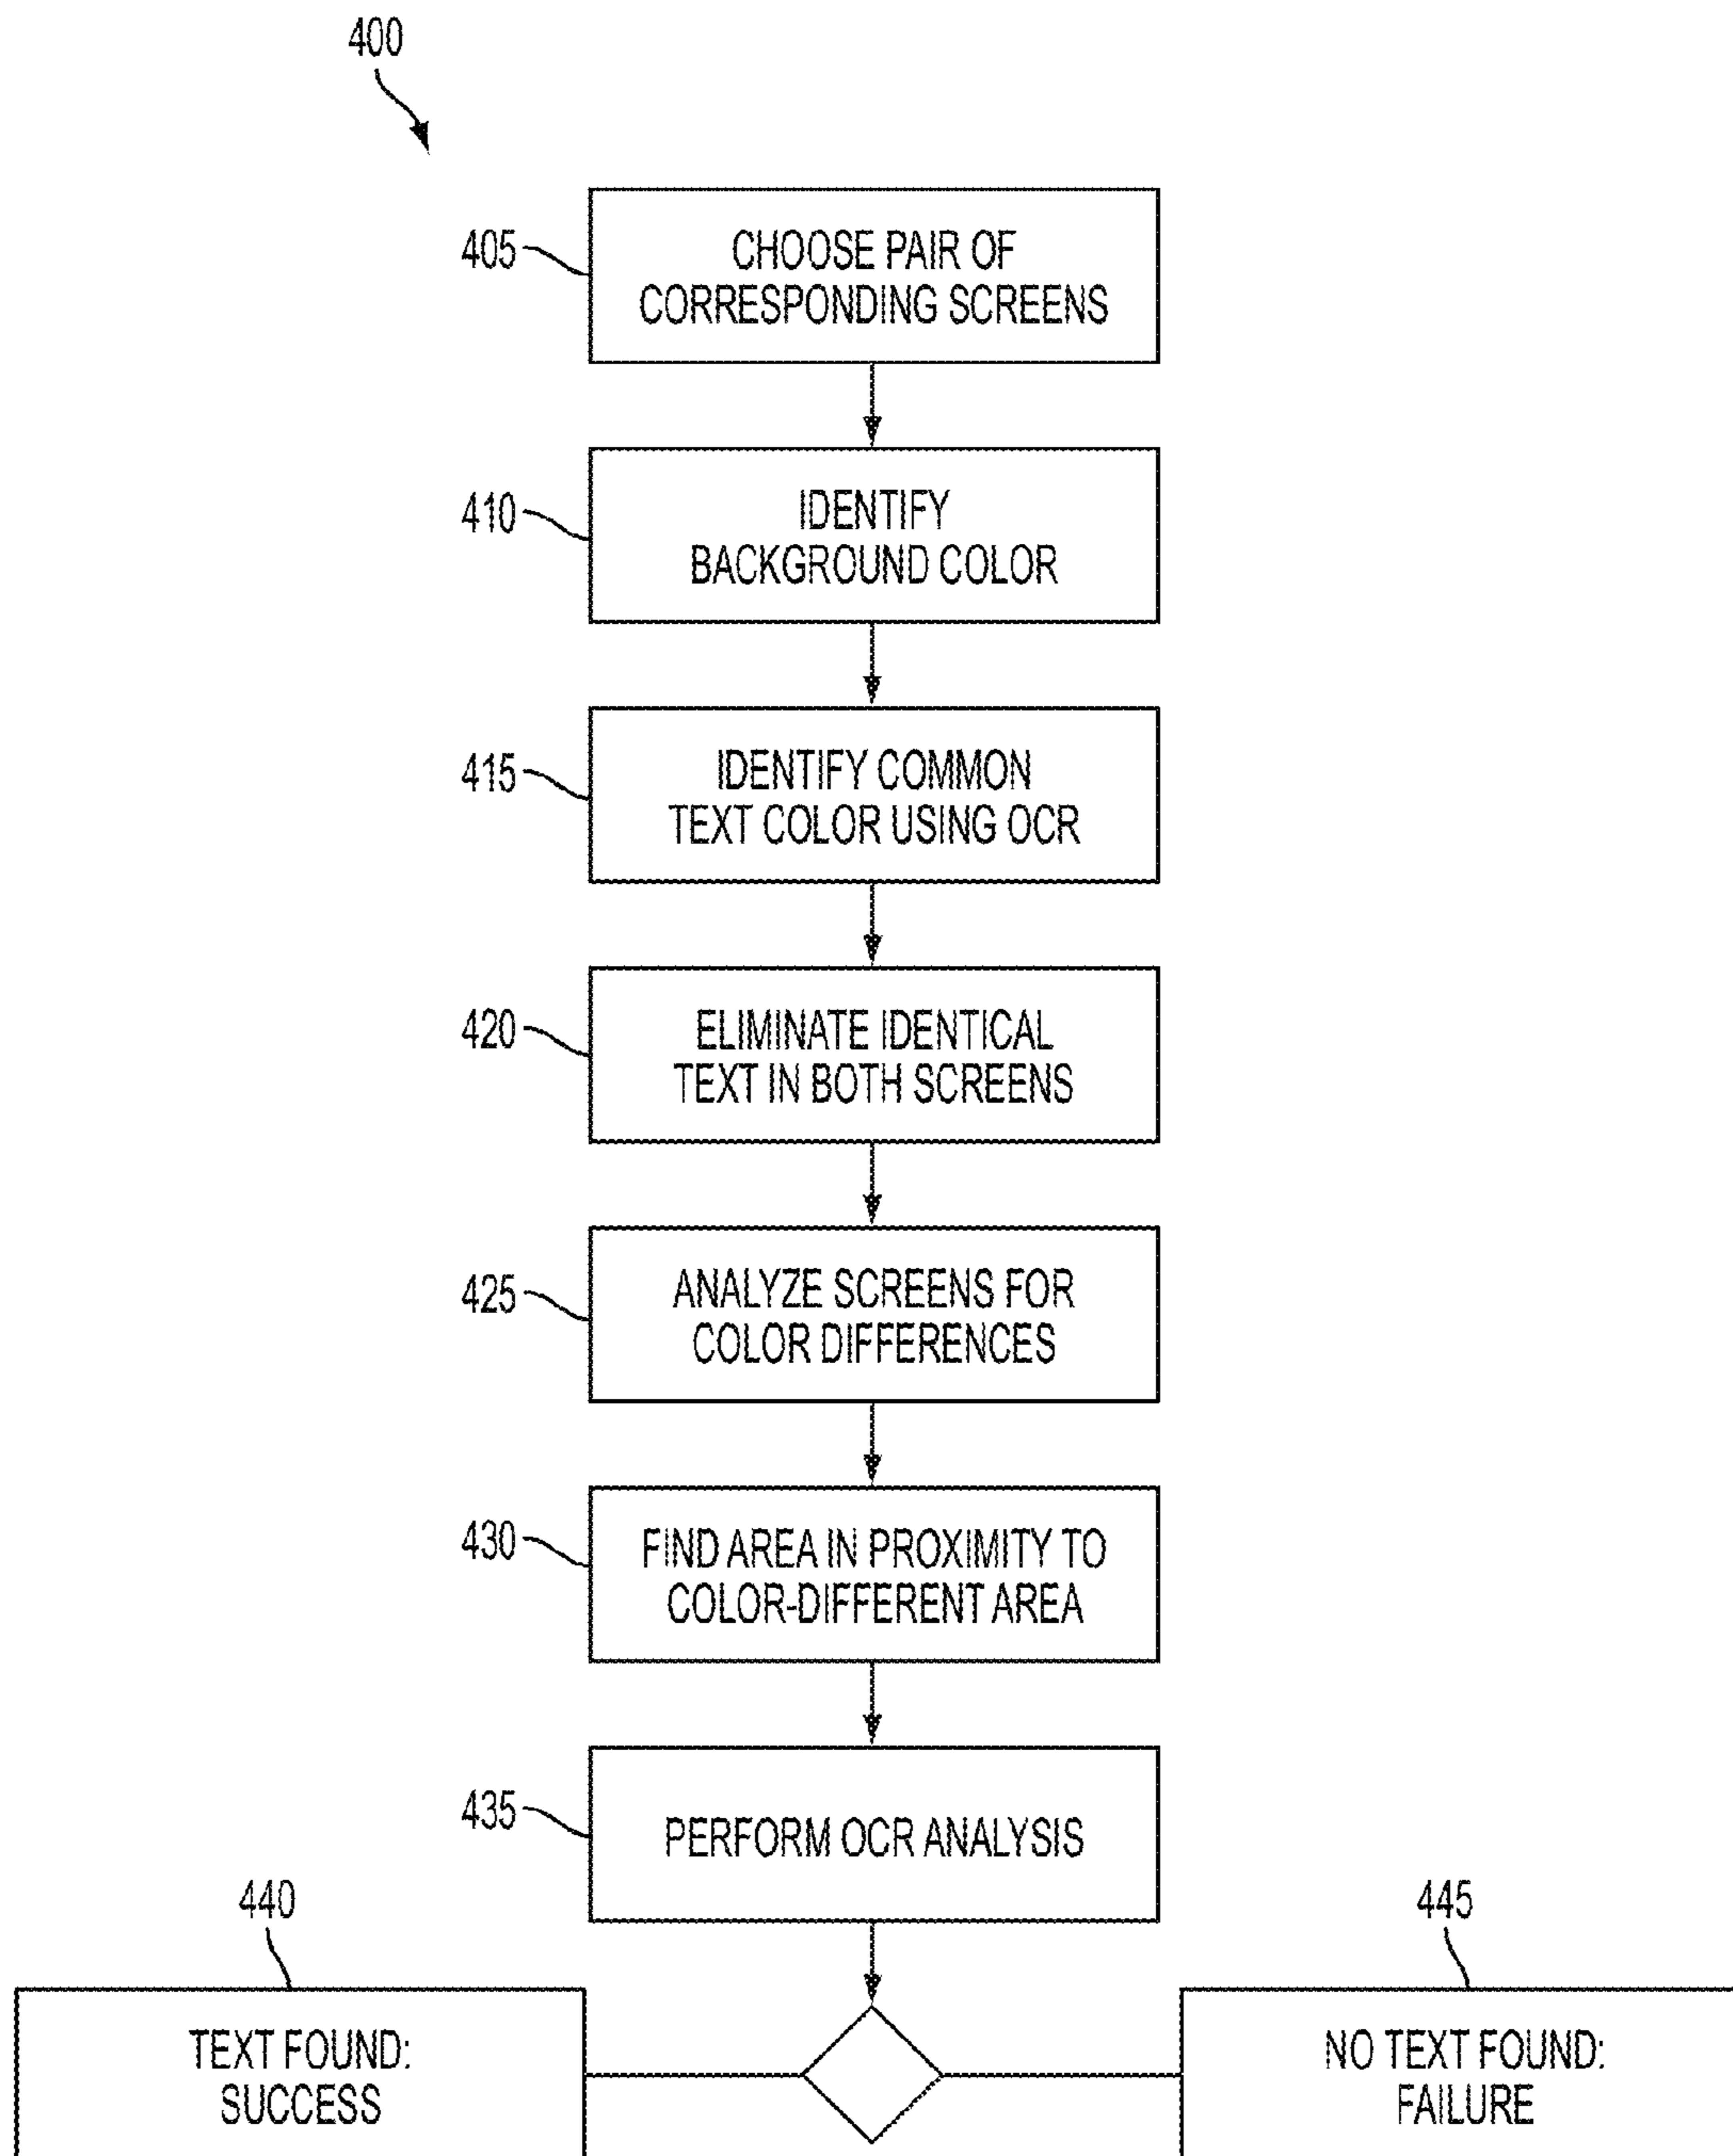 400
405
CHOOSE PAIR OF
CORRESPONDING SCREENS
410
IDENTIFY
BACKGROUND COLOR
415
IDENTIFY COMMON
TEXT COLOR USING OCR
420
ELIMINATE IDENTICAL
TEXT IN BOTH SCREENS
425
ANALYZE SCREENS FOR
COLOR DIFFERENCES
430
FIND AREA IN PROXIMITY TO
COLOR-DIFFERENT AREA
435
PERFORM OCR ANALYSIS
440
TEXT FOUND:
SUCCESS
445
NO TEXT FOUND:
FAILURE